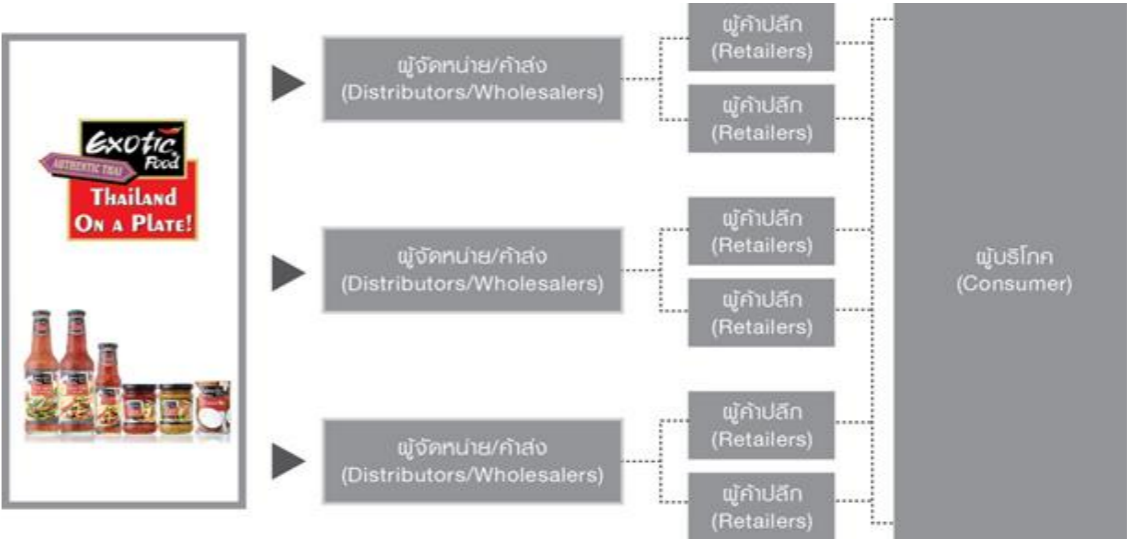 Exotic
Food
AUTHENTIC THAI
THAILAND
ON A PLATE!
ผู้จัดหน่าย/ค้าส่ง
(Distributors/Wholesalers)
ผู้ค้าปลีก
(Retailers)
ผู้ค้าปลีก
(Retailers)
ผู้จัดหน่าย/ค้าส่ง
(Distributors/Wholesalers)
ผู้ค้าปลีก
(Retailers)
ผู้ค้าปลีก
(Retailers)
ผู้จัดหน่าย/ค้าส่ง
(Distributors/Wholesalers)
ผู้ค้าปลีก
(Retailers)
ผู้ค้าปลีก
(Retailers)
ผู้บริโภค
(Consumer)